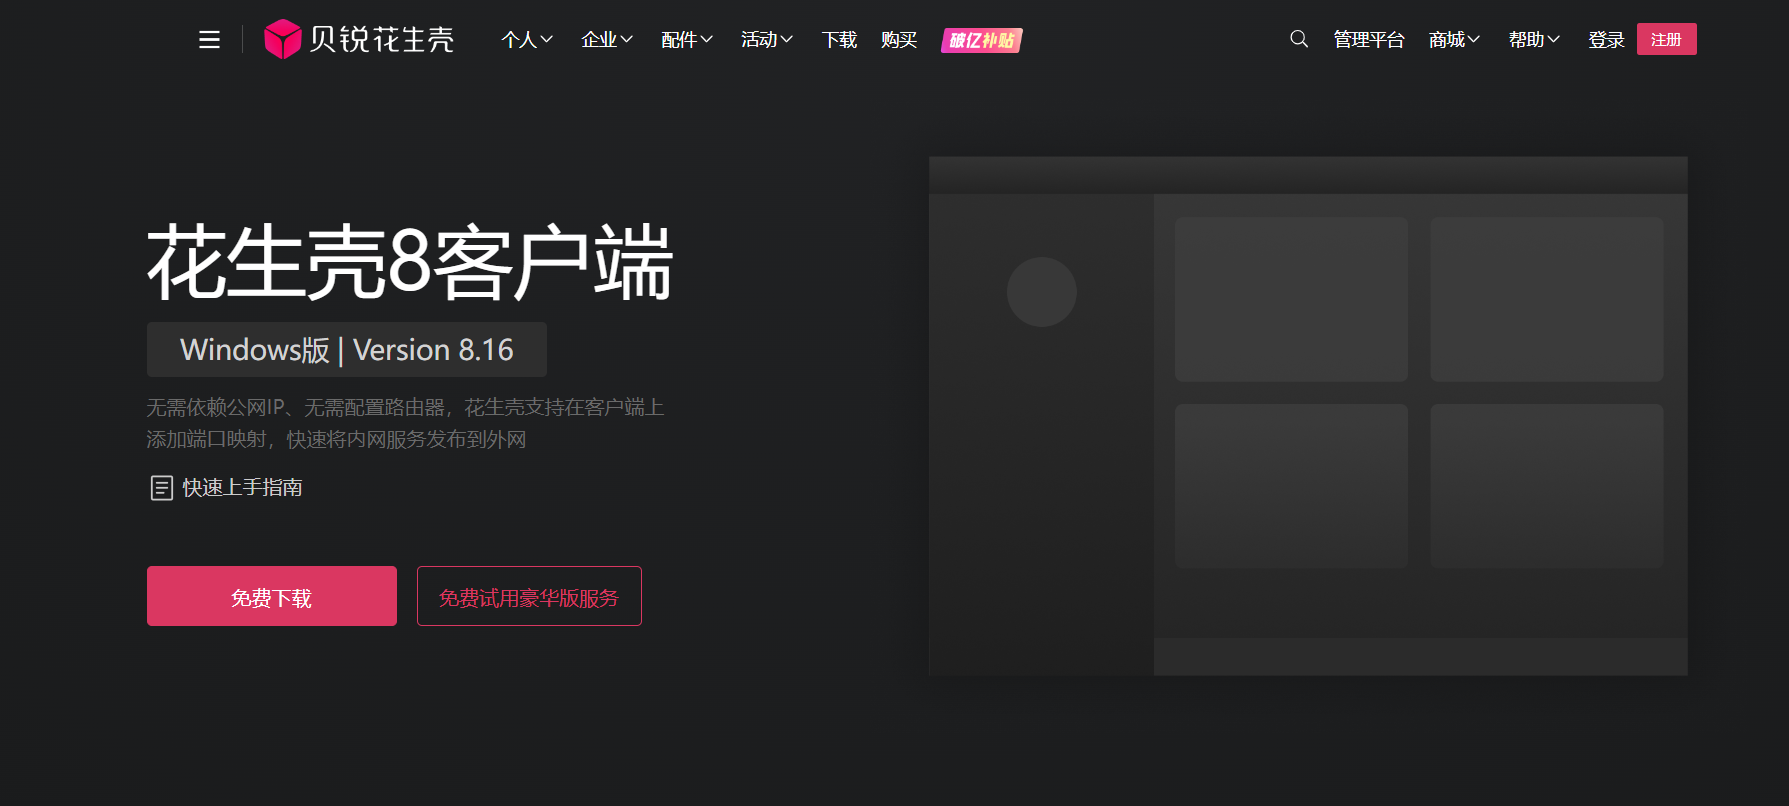 贝锐花生壳 个人 企业 配件 活动 下载 购买 破亿补贴 管理平台 商城 帮助 登录 注册
花生壳8客户端
Windows版 | Version 8.16
无需依赖公网IP、无需配置路由器，花生壳支持在客户端上
添加端口映射，快速将内网服务发布到外网
快速上手指南
免费下载 免费试用豪华版服务